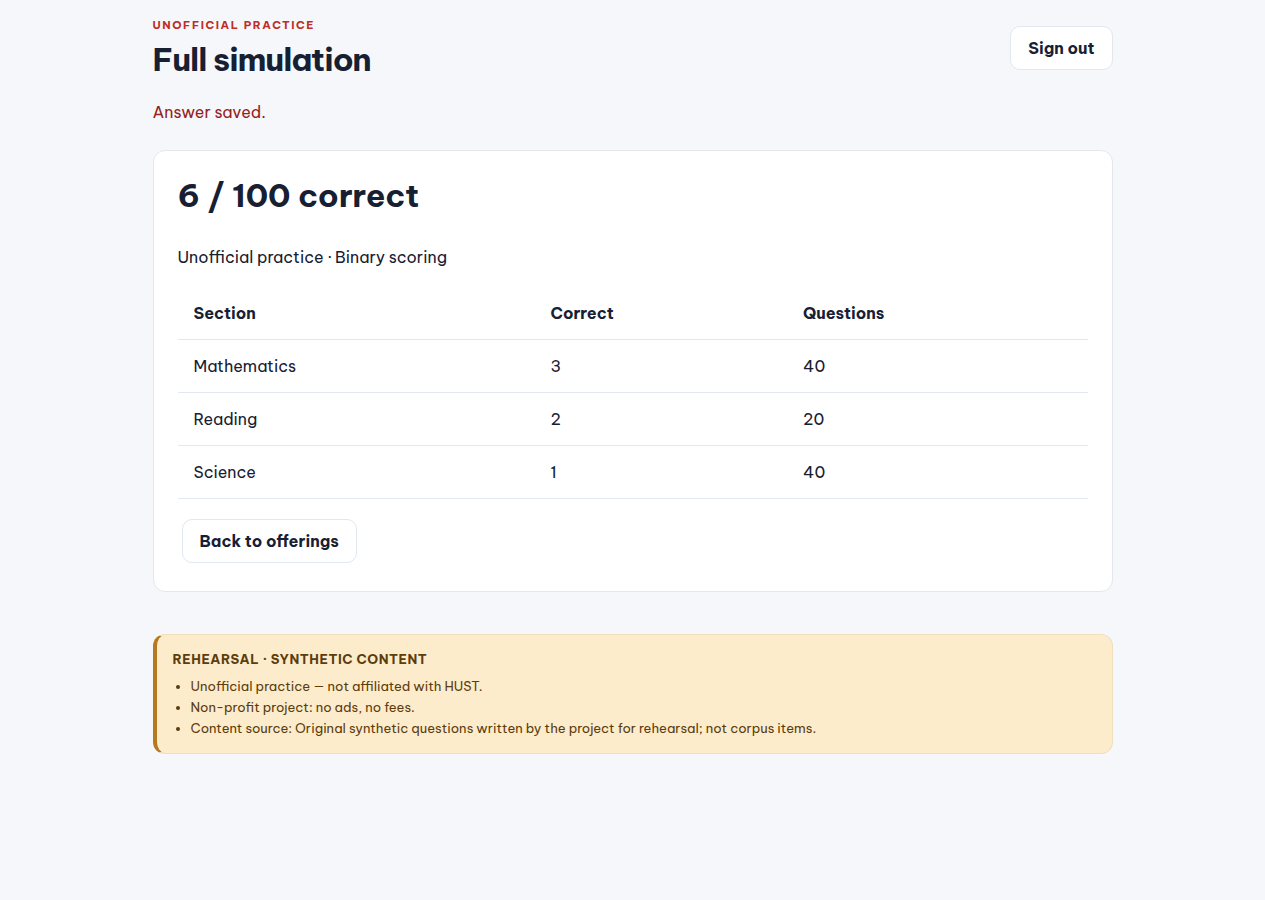 UNOFFICIAL PRACTICE
Full simulation
Sign out
Answer saved.
6 / 100 correct
Unofficial practice · Binary scoring
Section Correct Questions
Mathematics 3 40
Reading 2 20
Science 1 40
Back to offerings
REHEARSAL · SYNTHETIC CONTENT
• Unofficial practice — not affiliated with HUST.
• Non-profit project: no ads, no fees.
• Content source: Original synthetic questions written by the project for rehearsal; not corpus items.